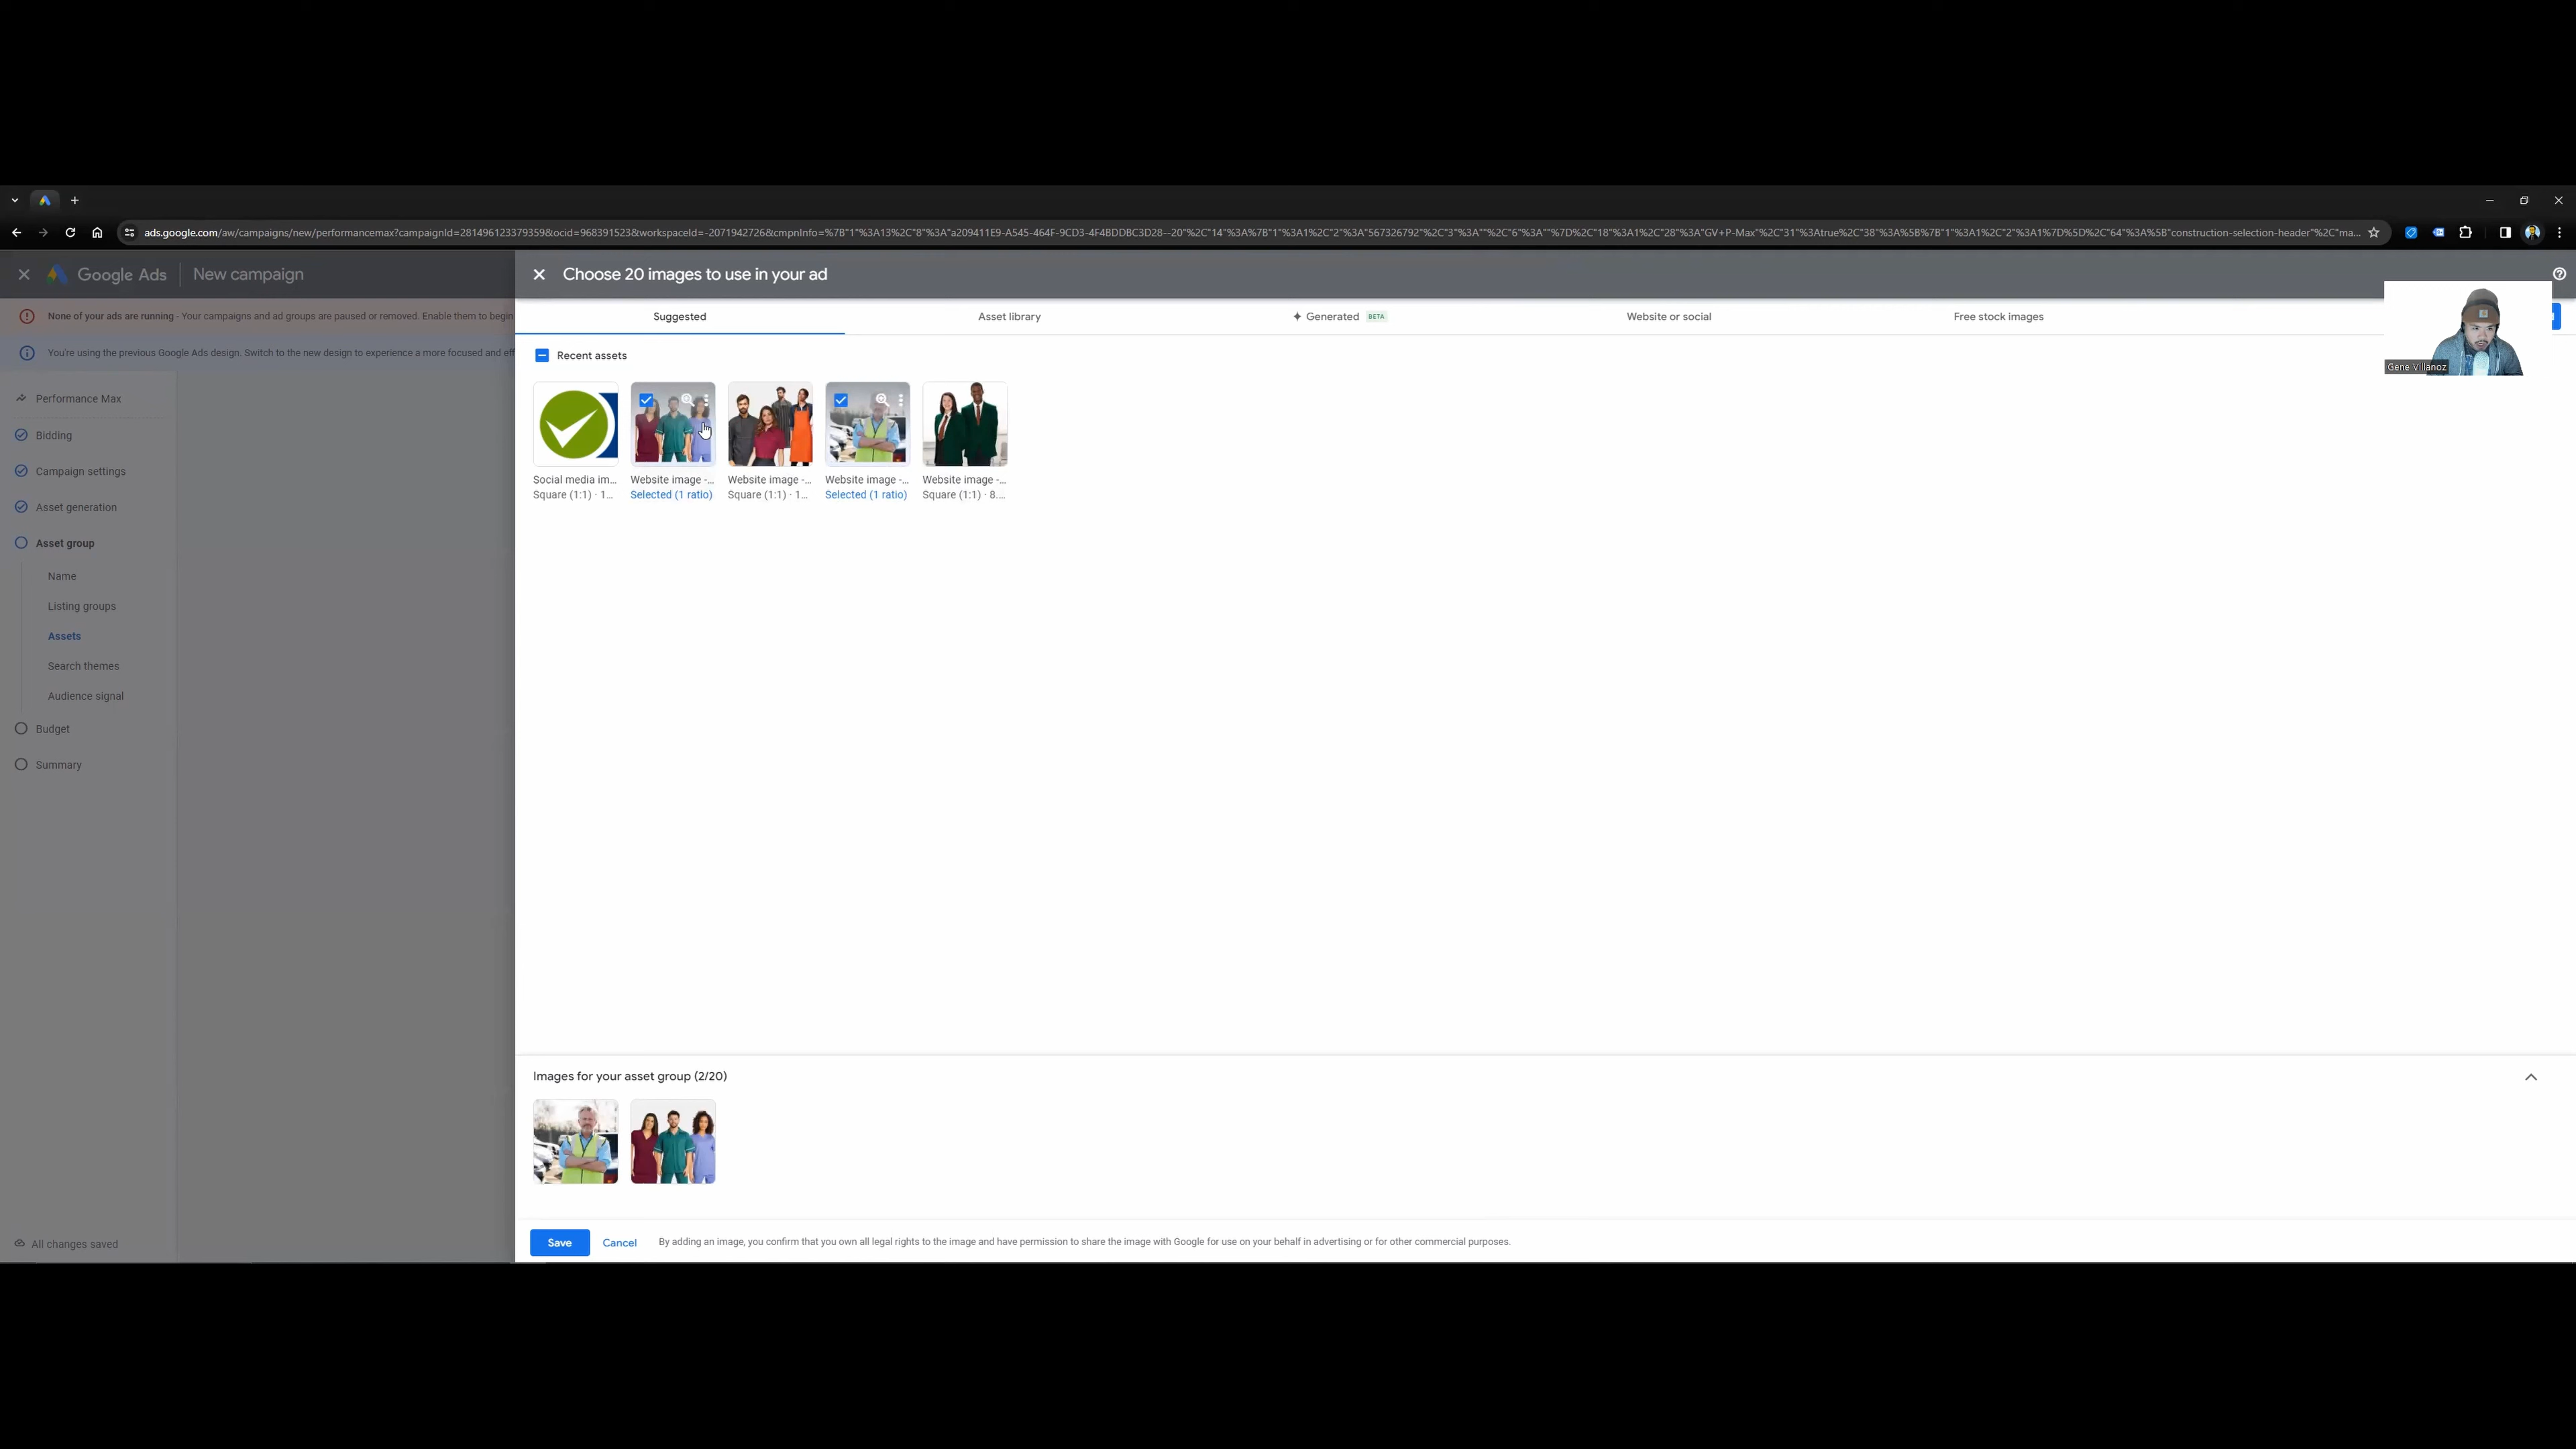 ads.google.com/aw/campaigns/new/performancemax?campaignId=281496123379359&ocid=968391523&workspaceId=-2071942726&cmpnInfo=%7B"1"%3A13%2C"8"%3A"a209411E9-A545-464F-9CD3-4F4BDDBC3D28--20"%2C"14"%3A%7B"1"%3A1%2C"2"%3A"567326792"%2C"3"%3A""%2C"6"%3A""%7D%2C"18"%3A1%2C"28"%3A"GV+P-Max"%2C"31"%3Atrue%2C"38"%3A%5B%7B"1"%3A1%2C"2"%3A1%7D%5D%2C"64"%3A%5B"construction-selection-header"%2C"ma...
Google Ads
New campaign
Choose 20 images to use in your ad
None of your ads are running - Your campaigns and ad groups are paused or removed. Enable them to begin
You're using the previous Google Ads design. Switch to the new design to experience a more focused and eff
Suggested
Asset library
Generated BETA
Website or social
Free stock images
Gene Villanoz
Performance Max
Bidding
Campaign settings
Asset generation
Asset group
Name
Listing groups
Assets
Search themes
Audience signal
Budget
Summary
All changes saved
Recent assets
Social media im...
Square (1:1) · 1...
Website image -...
Selected (1 ratio)
Website image -...
Square (1:1) · 1...
Website image -...
Selected (1 ratio)
Website image -...
Square (1:1) · 8....
Images for your asset group (2/20)
Save
Cancel
By adding an image, you confirm that you own all legal rights to the image and have permission to share the image with Google for use on your behalf in advertising or for other commercial purposes.